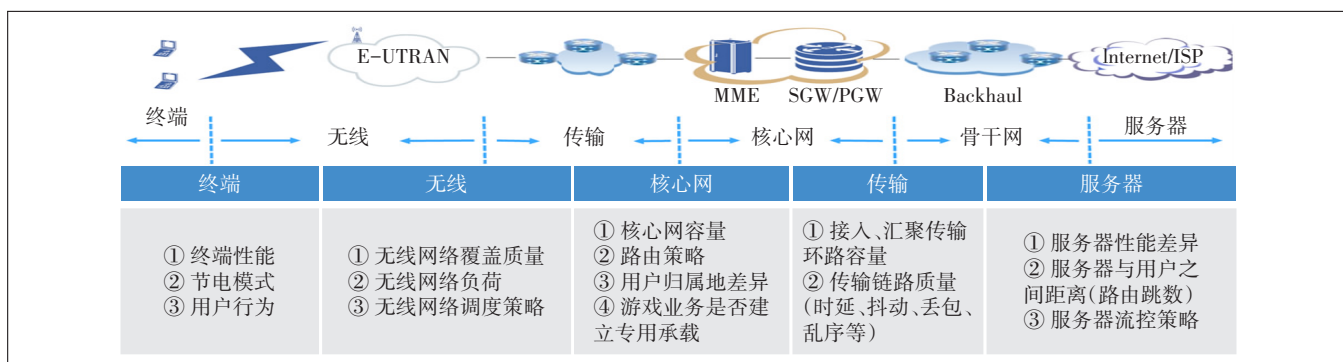 E-UTRAN
Internet/ISP
MME
SGW/PGW
Backhaul
终端
无线
传输
核心网
骨干网
服务器
终端
无线
核心网
传输
服务器
① 终端性能
② 节电模式
③ 用户行为
① 无线网络覆盖质量
② 无线网络负荷
③ 无线网络调度策略
① 核心网容量
② 路由策略
③ 用户归属地差异
④ 游戏业务是否建
立专用承载
① 接入、汇聚传输
环路容量
② 传输链路质量
(时延、抖动、丢包、
乱序等)
① 服务器性能差异
② 服务器与用户之
间距离(路由跳数)
③ 服务器流控策略